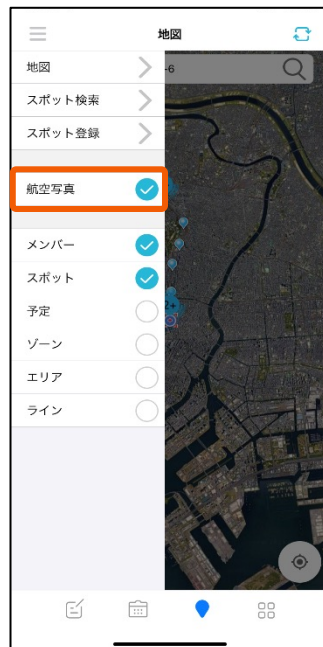 地図
地図
-6
スポット検索
スポット登録
航空写真
メンバー
スポット
予定
ゾーン
エリア
ライン